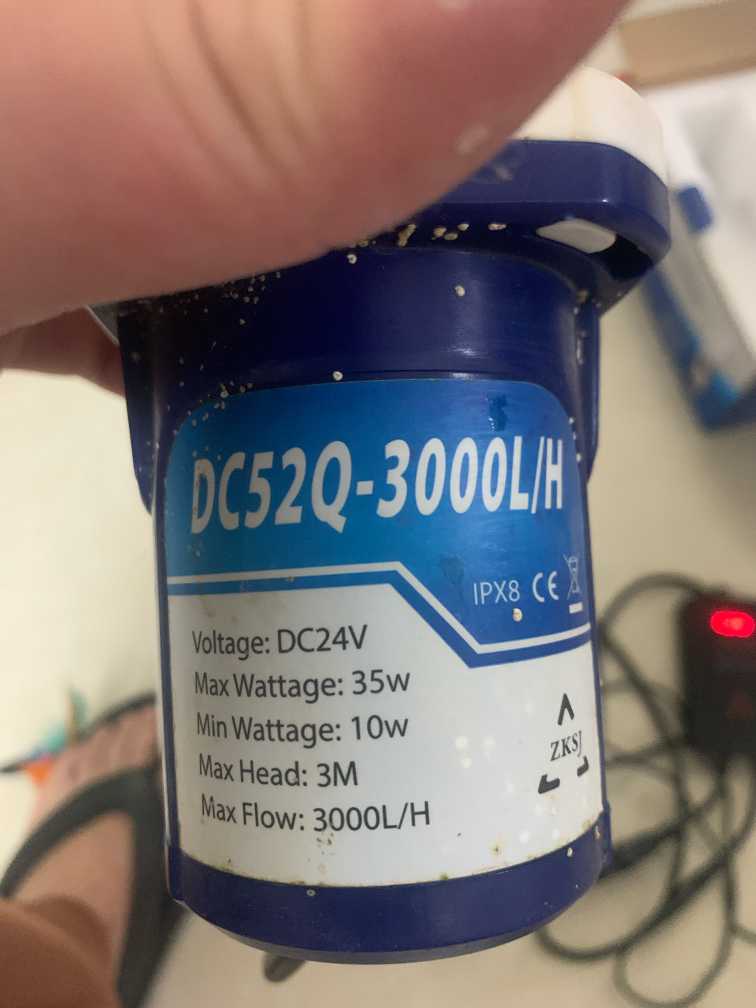 DC52Q-3000L/H
IPX8 CE
Voltage: DC24V
Max Wattage: 35w
Min Wattage: 10w
Max Head: 3M
Max Flow: 3000L/H
ZKSJ